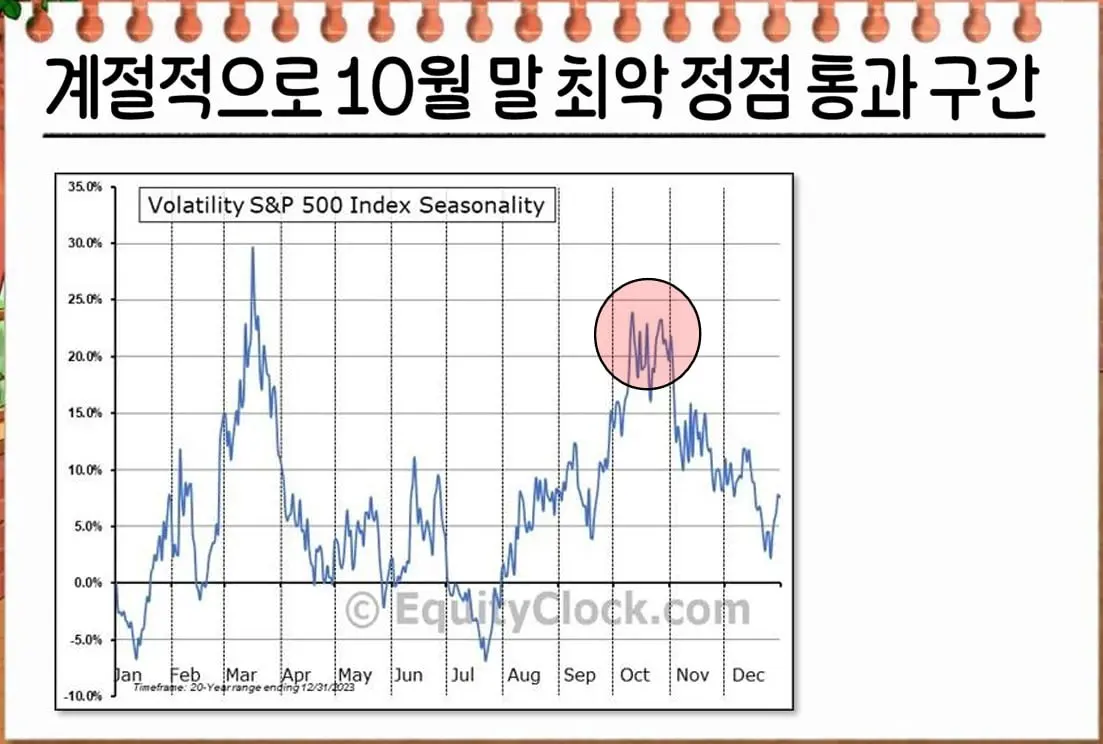 계절적으로 10월 말 최악 정점 통과 구간
Volatility S&P 500 Index Seasonality
35.0%
30.0%
25.0%
20.0%
15.0%
10.0%
5.0%
0.0%
-5.0%
-10.0%
© EquityClock.com
Jan Feb Mar Apr May Jun Jul Aug Sep Oct Nov Dec
Timeframe: 20-Year range ending 12/31/2023